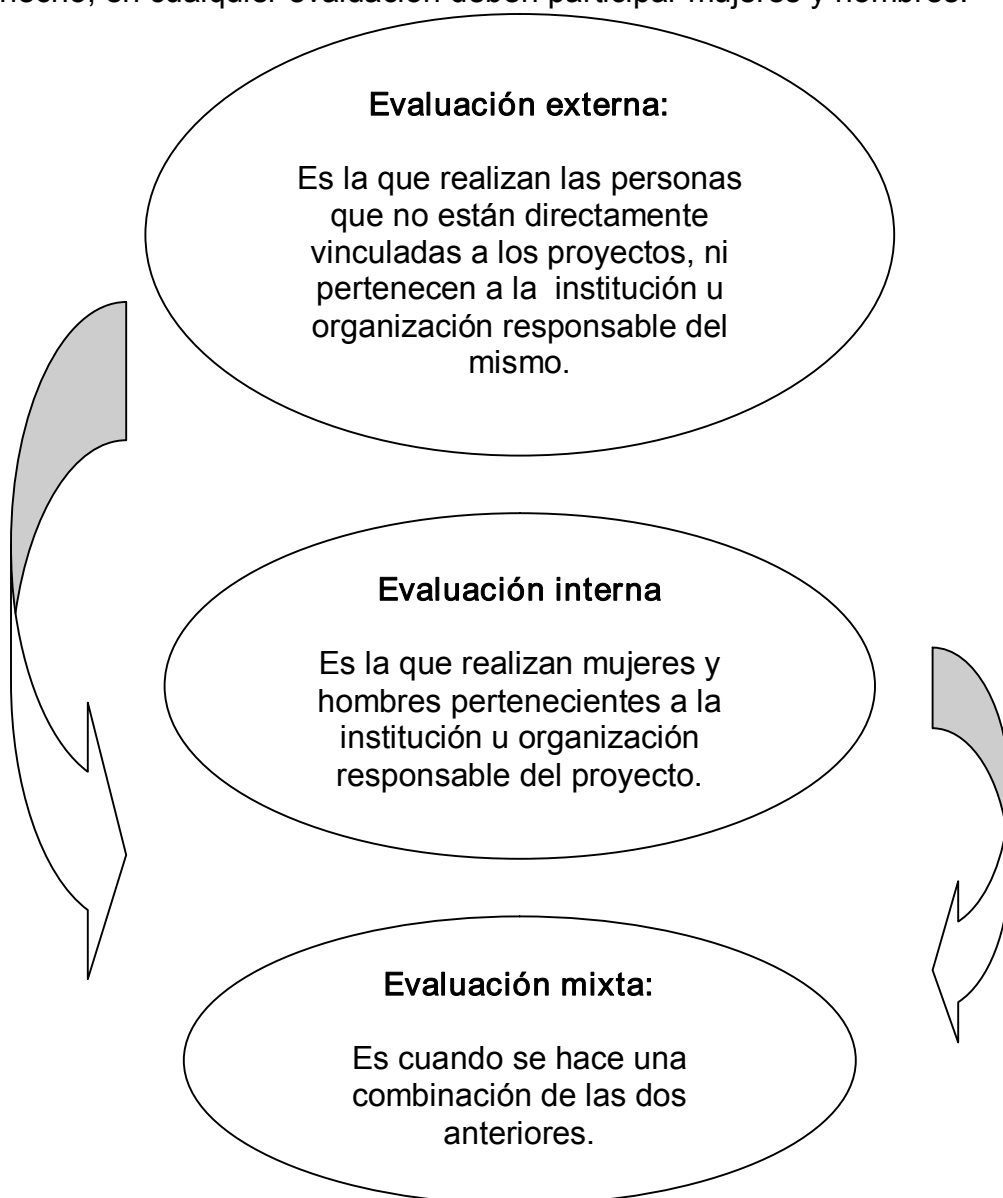 hecho, en cualquier evaluación deben participar mujeres y hombres.
Evaluación externa:
Es la que realizan las personas
que no están directamente
vinculadas a los proyectos, ni
pertenecen a la institución u
organización responsable del
mismo.
Evaluación interna
Es la que realizan mujeres y
hombres pertenecientes a la
institución u organización
responsable del proyecto.
Evaluación mixta:
Es cuando se hace una
combinación de las dos
anteriores.